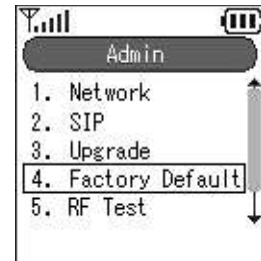 Admin
1. Network
2. SIP
3. Upgrade
4. Factory Default
5. RF Test